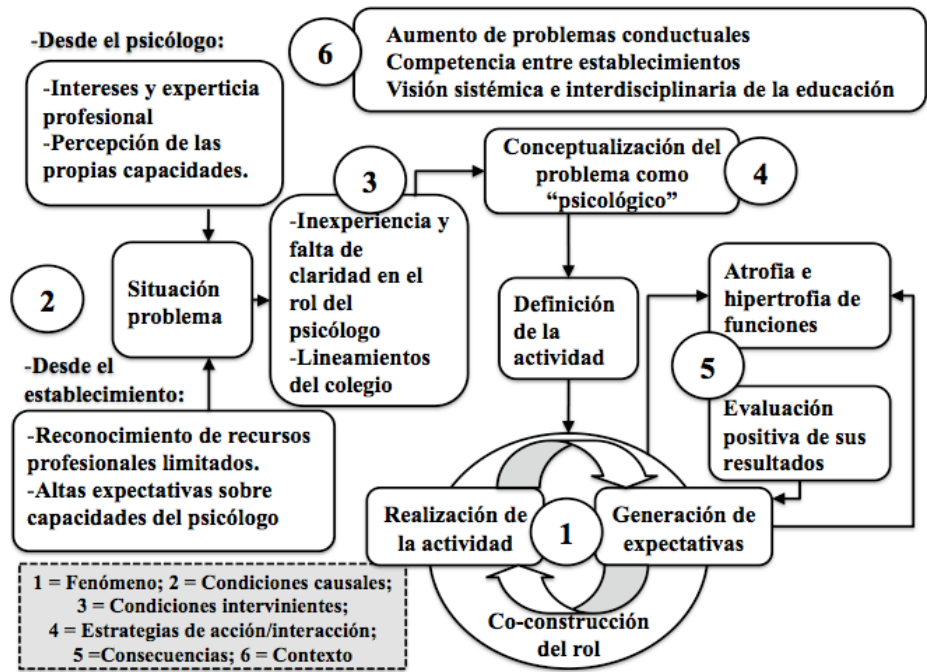 -Desde el psicólogo:
-Intereses y experticia
profesional
-Percepción de las
propias capacidades.
6
Aumento de problemas conductuales
Competencia entre establecimientos
Visión sistémica e interdisciplinaria de la educación
2
Situación
problema
-Desde el
establecimiento:
-Reconocimiento de recursos
profesionales limitados.
-Altas expectativas sobre
capacidades del psicólogo
3
-Inexperiencia y
falta de
claridad en el
rol del
psicólogo
-Lineamientos
del colegio
Conceptualización del
problema como
“psicológico”
4
Definición
de la
actividad
Atrofia e
hipertrofia de
funciones
5
Evaluación
positiva de sus
resultados
Realización de
la actividad
1
Generación de
expectativas
Co-construcción
del rol
1 = Fenómeno; 2 = Condiciones causales;
3 = Condiciones intervinientes;
4 = Estrategias de acción/interacción;
5 =Consecuencias; 6 = Contexto